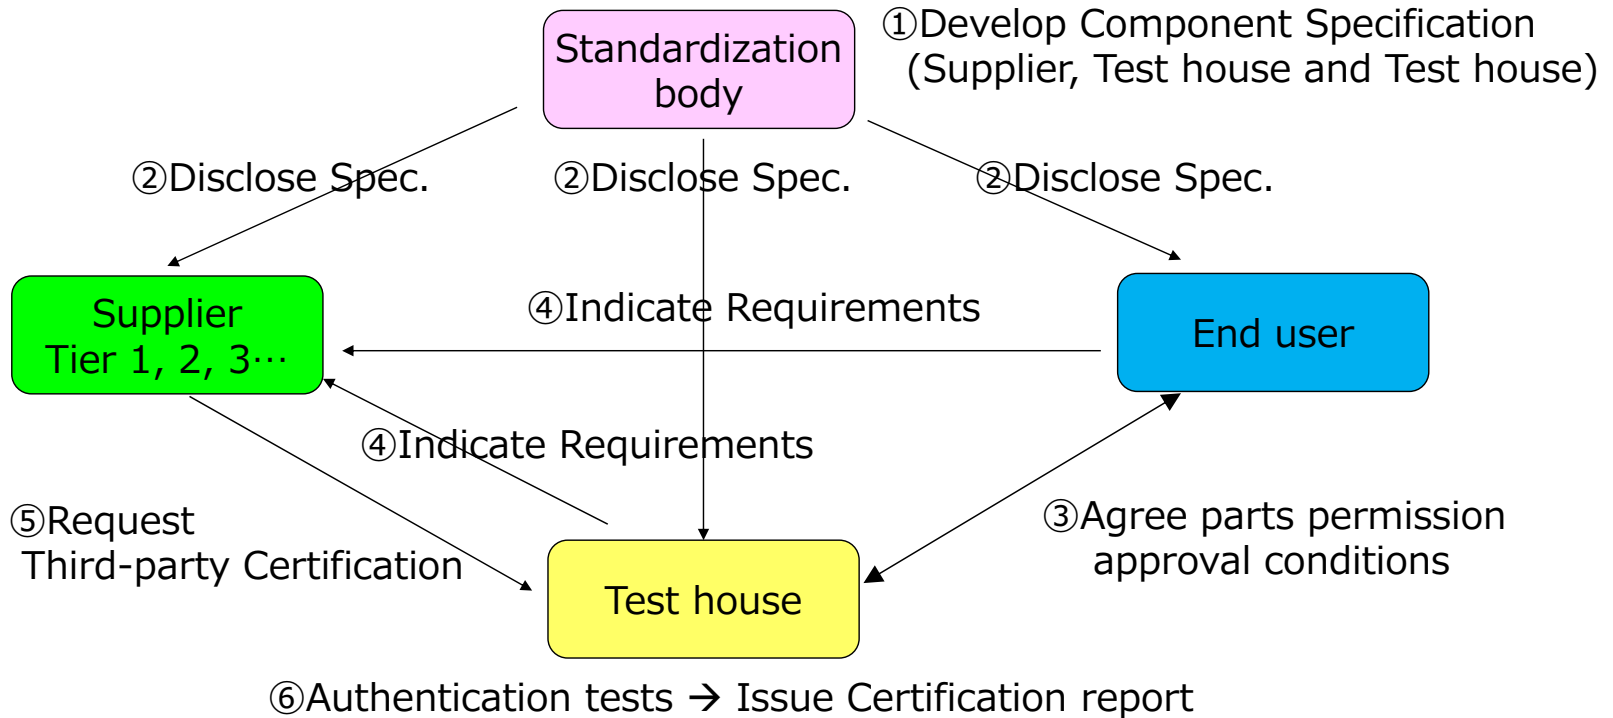 Standardization
body
①Develop Component Specification
(Supplier, Test house and Test house)
②Disclose Spec.
②Disclose Spec.
②Disclose Spec.
Supplier
Tier 1, 2, 3⋯
④Indicate Requirements
End user
④Indicate Requirements
⑤Request
Third-party Certification
③Agree parts permission
approval conditions
Test house
⑥Authentication tests → Issue Certification report